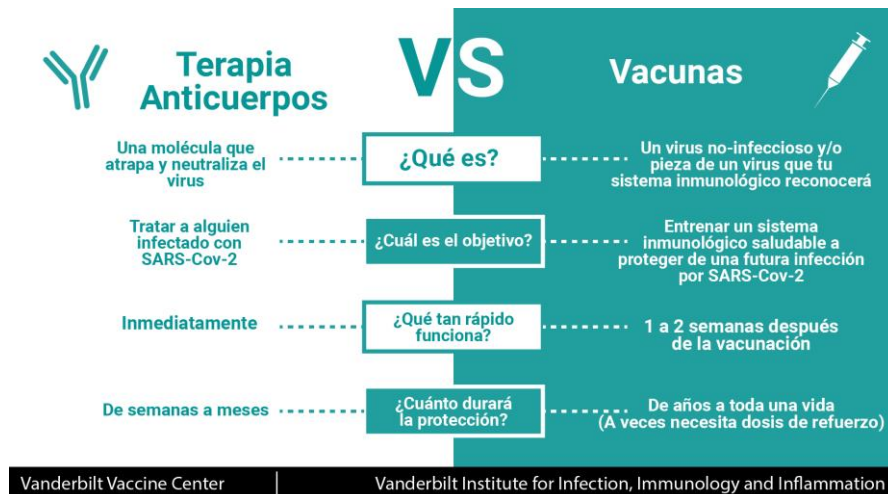 Terapia
Anticuerpos
VS
Vacunas
Una molécula que
atrapa y neutraliza el
virus
¿Qué es?
Un virus no-infeccioso y/o
pieza de un virus que tu
sistema inmunológico reconocerá
Tratar a alguien
infectado con
SARS-Cov-2
¿Cuál es el objetivo?
Entrenar un sistema
inmunológico saludable a
proteger de una futura infección
por SARS-Cov-2
Inmediatamente
¿Qué tan rápido
funciona?
1 a 2 semanas después
de la vacunación
De semanas a meses
¿Cuánto durará
la protección?
De años a toda una vida
(A veces necesita dosis de refuerzo)
Vanderbilt Vaccine Center
Vanderbilt Institute for Infection, Immunology and Inflammation